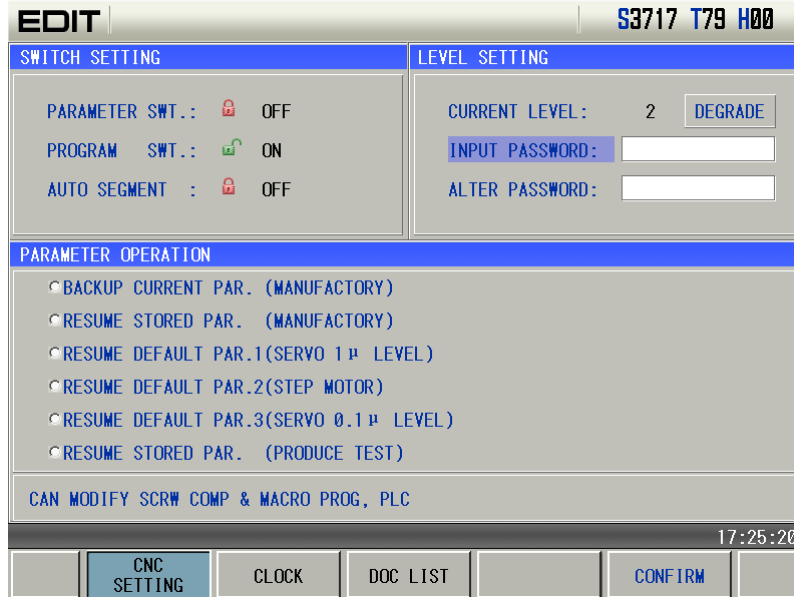 EDIT S3717 T79 H00
SWITCH SETTING
PARAMETER SWT.: OFF
PROGRAM SWT.: ON
AUTO SEGMENT : OFF
LEVEL SETTING
CURRENT LEVEL: 2 DEGRADE
INPUT PASSWORD:
ALTER PASSWORD:
PARAMETER OPERATION
BACKUP CURRENT PAR. (MANUFACTORY)
RESUME STORED PAR. (MANUFACTORY)
RESUME DEFAULT PAR.1(SERVO 1μ LEVEL)
RESUME DEFAULT PAR.2(STEP MOTOR)
RESUME DEFAULT PAR.3(SERVO 0.1μ LEVEL)
RESUME STORED PAR. (PRODUCE TEST)
CAN MODIFY SCRW COMP & MACRO PROG, PLC
17:25:20
CNC
SETTING
CLOCK
DOC LIST
CONFIRM